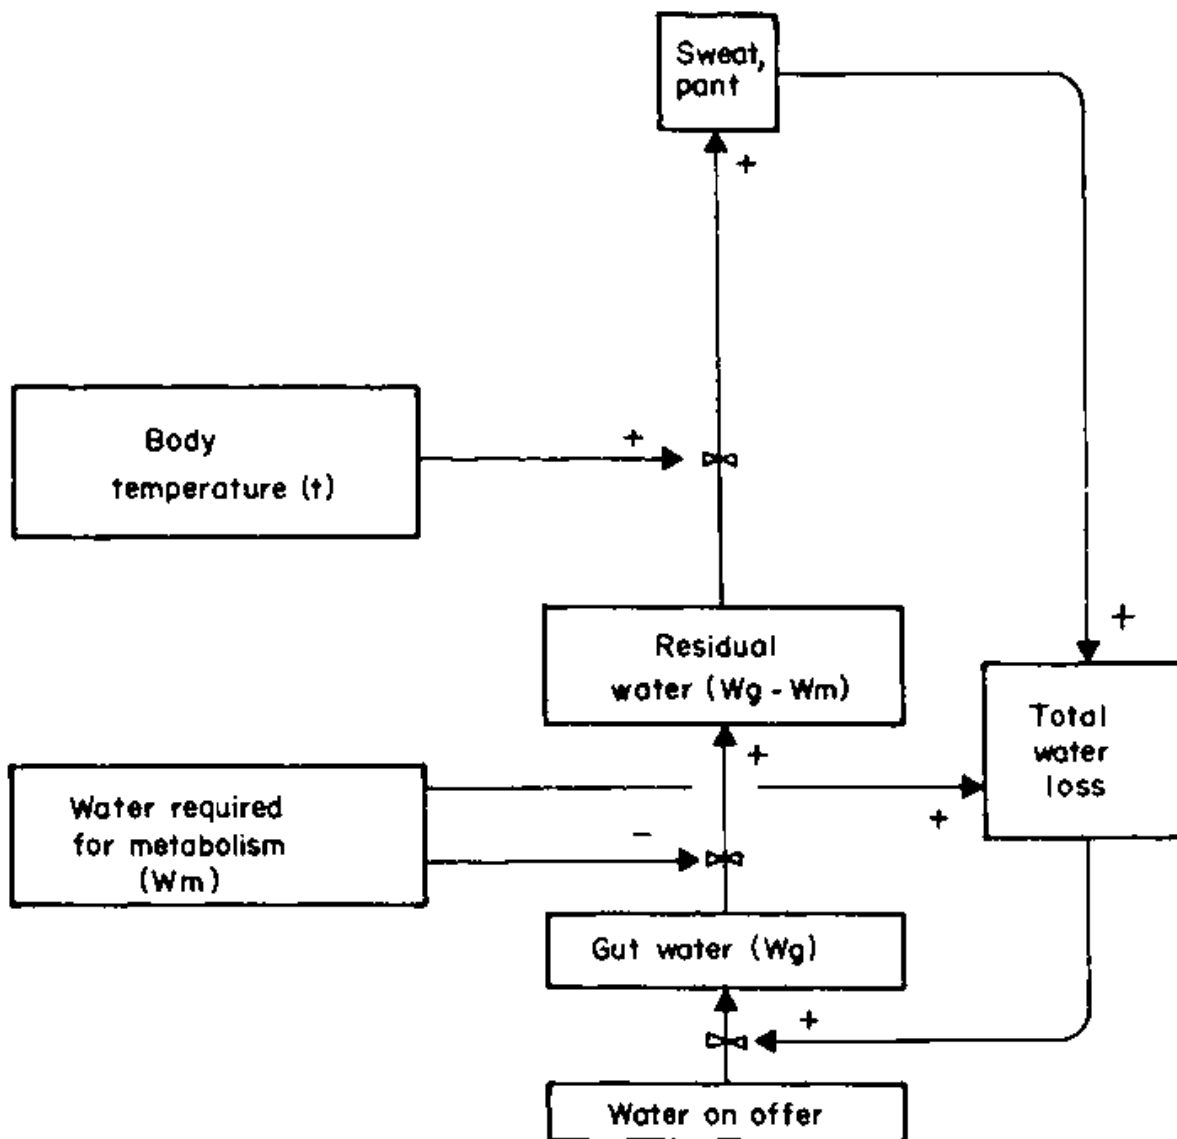 Sweat,
pant
+
Body
temperature (t)
+
Residual
water (Wg - Wm)
+
+
Total
water
loss
Water required
for metabolism
(Wm)
+
-
Gut water (Wg)
+
Water on offer